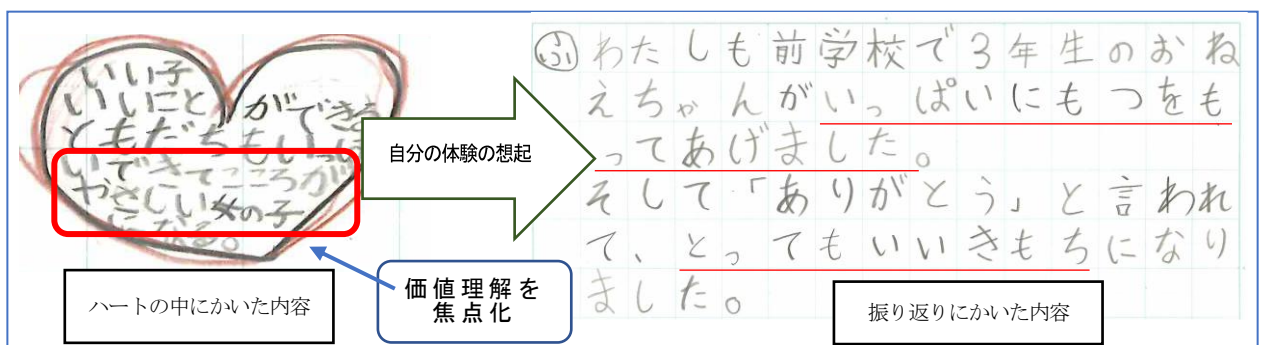 いい子
いいにと
ができる
ともだちもいっぱ
いできてこころが
やさしい女の子
になる。
ハートの中にかいた内容
自分の体験の想起
価値理解を
焦点化
ふ わたしも前学校で3年生のおね
えちゃんがいっぱいにもつをも
ってあげました。
そして「ありがとう」と言われ
て、とってもいいきもちになり
ました。
振り返りにかいた内容